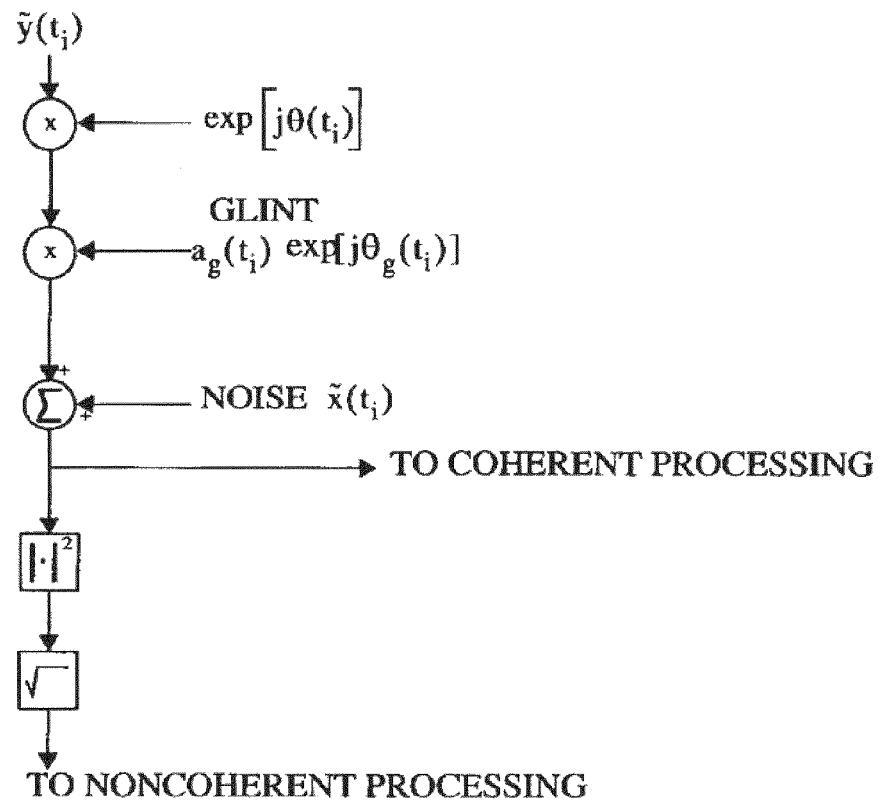 ỹ(t_i)
x
exp[jθ(t_i)]
GLINT
x
a_g(t_i) exp[jθ_g(t_i)]
+
Σ
+
NOISE x̃(t_i)
TO COHERENT PROCESSING
|·|²
√
TO NONCOHERENT PROCESSING